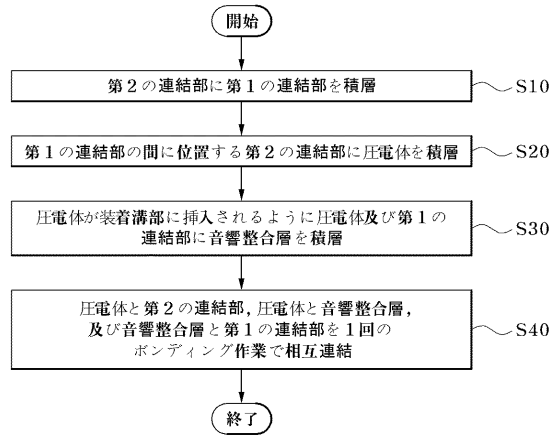 開始
第2の連結部に第1の連結部を積層
S10
第1の連結部の間に位置する第2の連結部に圧電体を積層
S20
圧電体が装着溝部に挿入されるように圧電体及び第1の
連結部に音響整合層を積層
S30
圧電体と第2の連結部,圧電体と音響整合層,
及び音響整合層と第1の連結部を1回の
ボンディング作業で相互連結
S40
終了